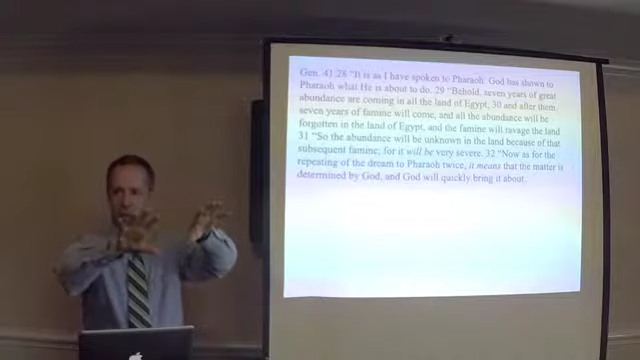 Gen. 41:28 "It is as I have spoken to Pharaoh: God has shown to
Pharaoh what He is about to do. 29 "Behold, seven years of great
abundance are coming in all the land of Egypt; 30 and after them
seven years of famine will come, and all the abundance will be
forgotten in the land of Egypt, and the famine will ravage the land
31 "So the abundance will be unknown in the land because of that
subsequent famine; for it will be very severe. 32 "Now as for the
repeating of the dream to Pharaoh twice, it means that the matter is
determined by God, and God will quickly bring it about.